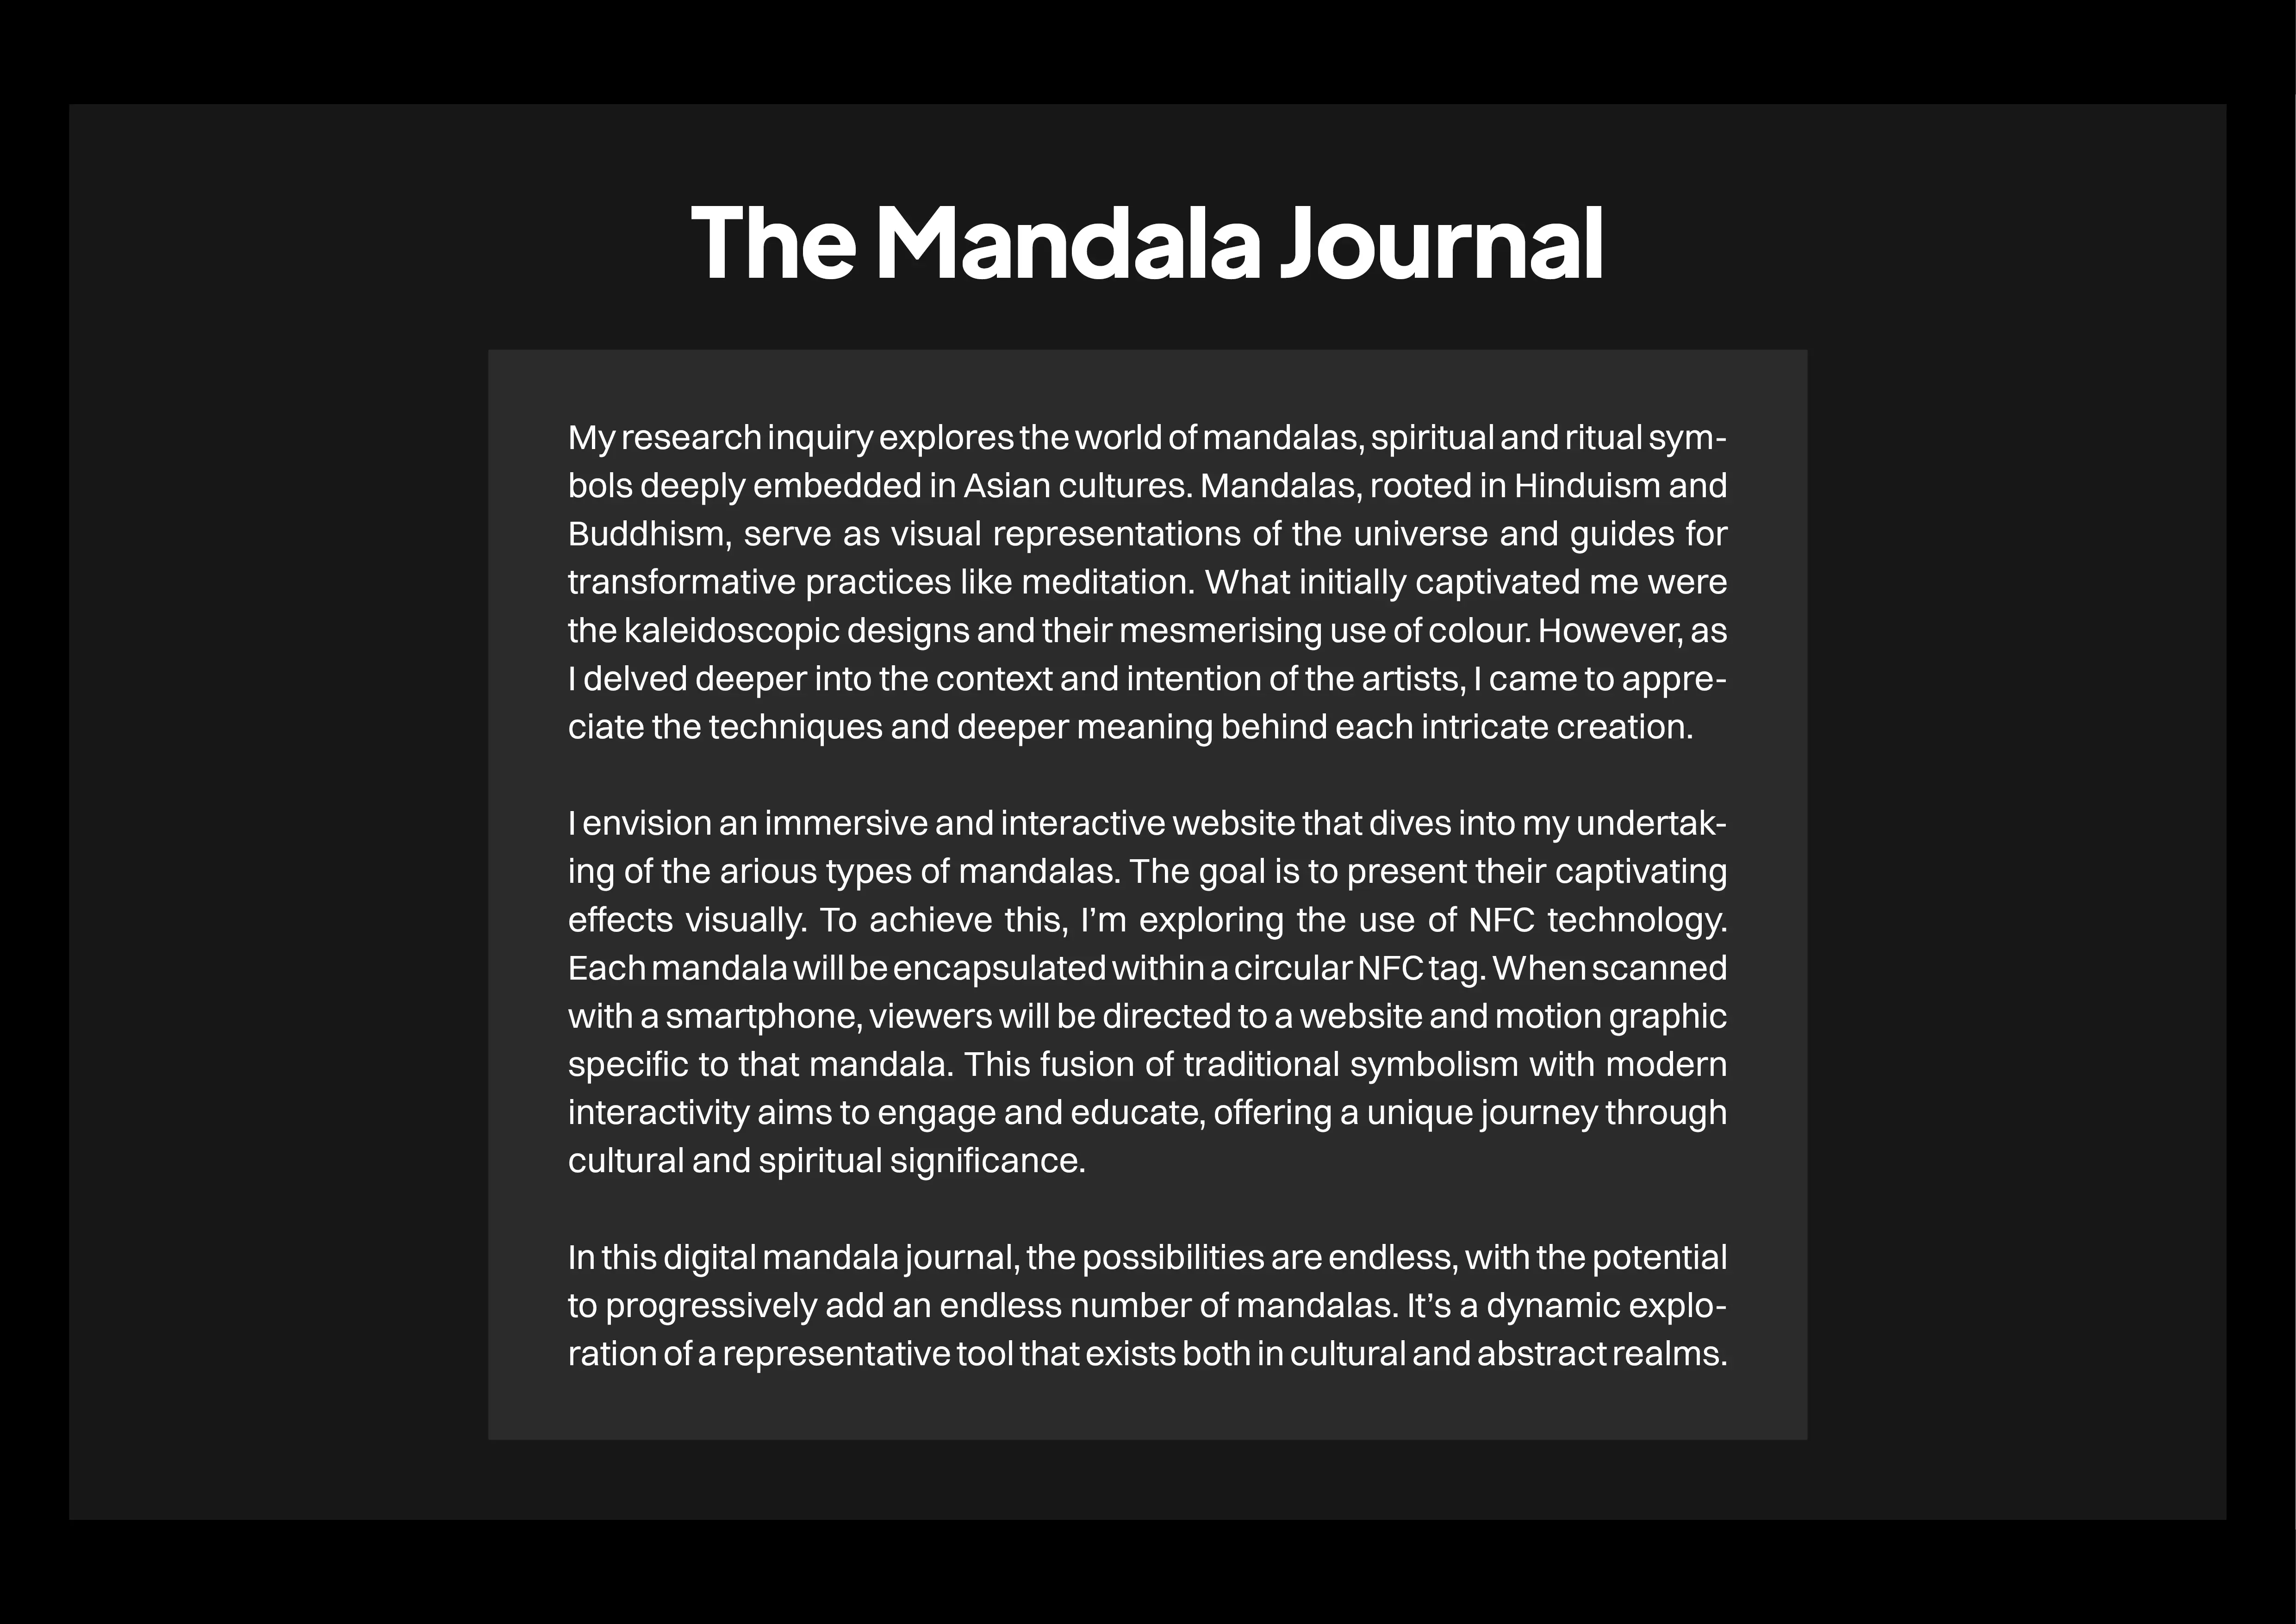 The Mandala Journal
My research inquiry explores the world of mandalas, spiritual and ritual sym-
bols deeply embedded in Asian cultures. Mandalas, rooted in Hinduism and
Buddhism, serve as visual representations of the universe and guides for
transformative practices like meditation. What initially captivated me were
the kaleidoscopic designs and their mesmerising use of colour. However, as
I delved deeper into the context and intention of the artists, I came to appre-
ciate the techniques and deeper meaning behind each intricate creation.
I envision an immersive and interactive website that dives into my undertak-
ing of the arious types of mandalas. The goal is to present their captivating
effects visually. To achieve this, I’m exploring the use of NFC technology.
Each mandala will be encapsulated within a circular NFC tag. When scanned
with a smartphone, viewers will be directed to a website and motion graphic
specific to that mandala. This fusion of traditional symbolism with modern
interactivity aims to engage and educate, offering a unique journey through
cultural and spiritual significance.
In this digital mandala journal, the possibilities are endless, with the potential
to progressively add an endless number of mandalas. It’s a dynamic explo-
ration of a representative tool that exists both in cultural and abstract realms.